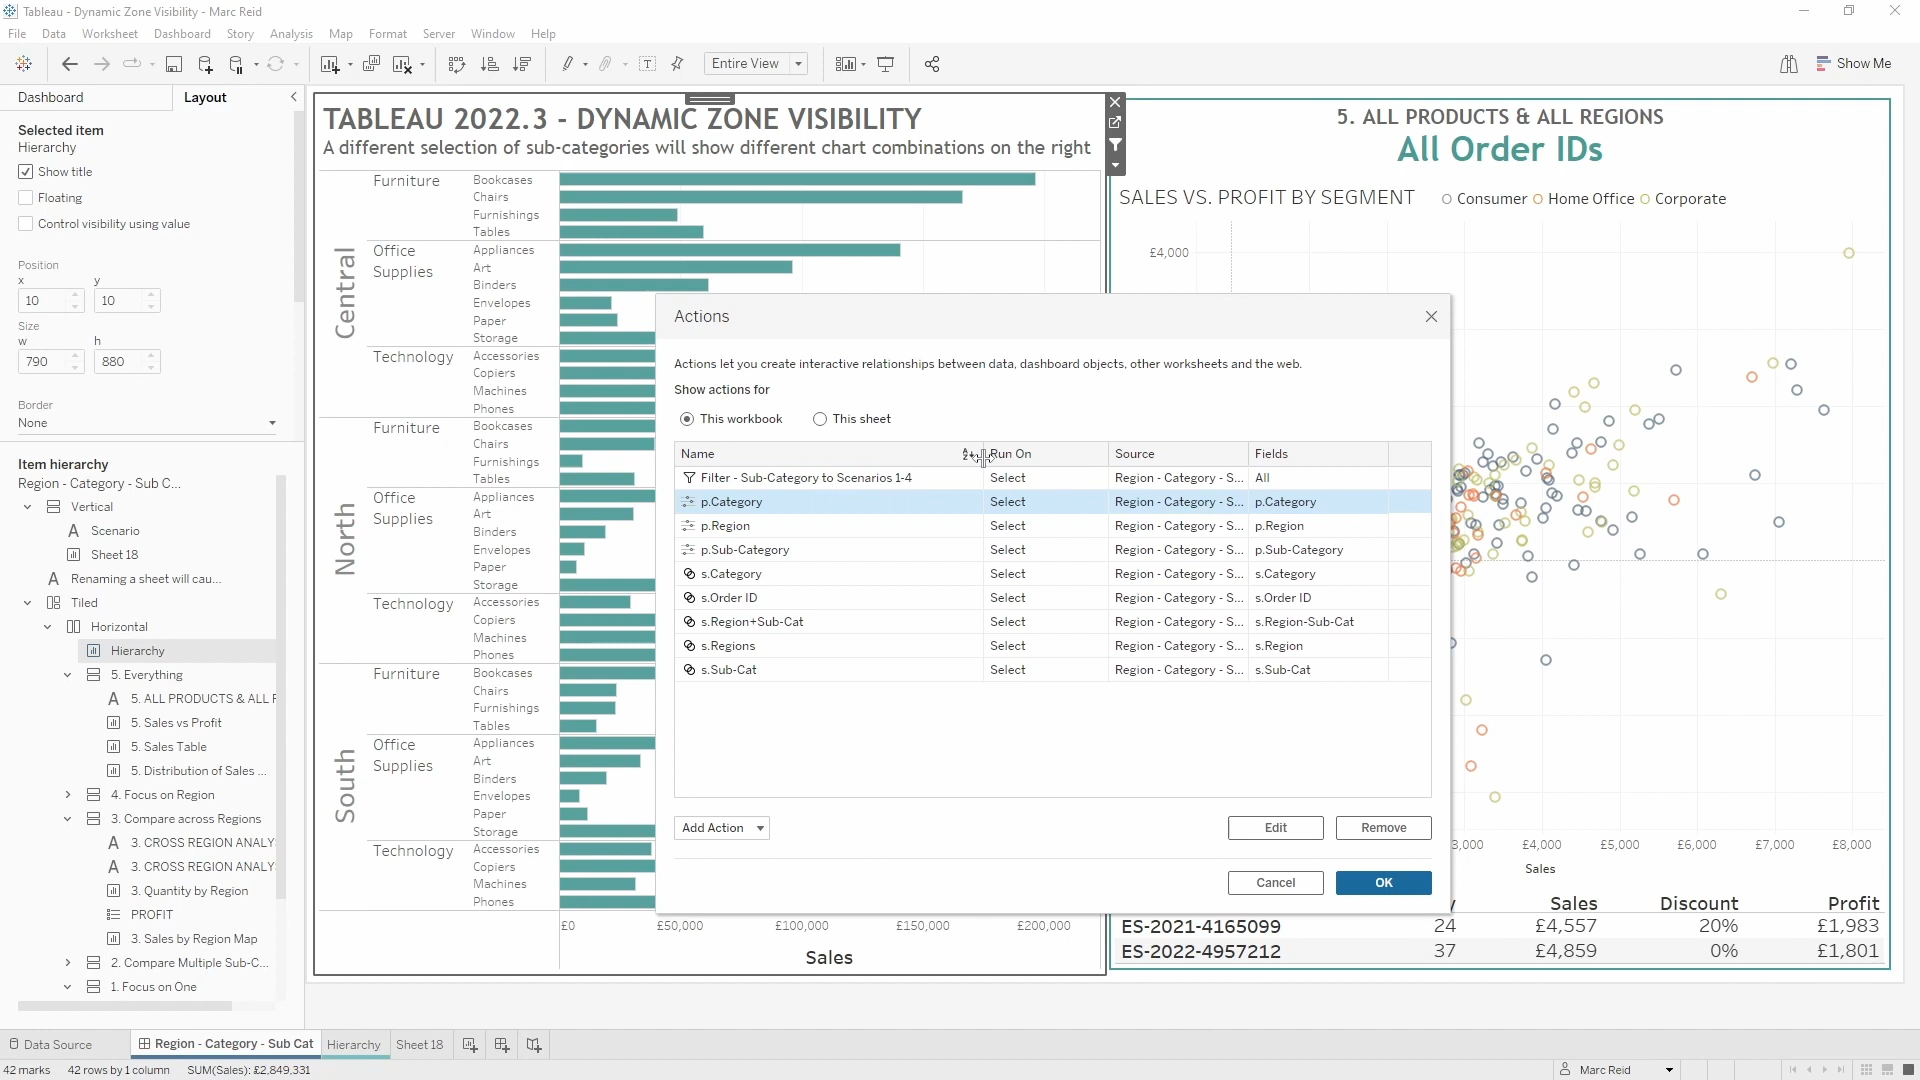 Tableau - Dynamic Zone Visibility - Marc Reid
File Data Worksheet Dashboard Story Analysis Map Format Server Window Help
Entire View
Show Me
Dashboard Layout
Selected item
Hierarchy
Show title
Floating
Control visibility using value
Position
x y
10 10
Size
w h
790 880
Border
None
Item hierarchy
Region - Category - Sub C...
Vertical
Scenario
Sheet 18
Renaming a sheet will cau...
Tiled
Horizontal
Hierarchy
5. Everything
5. ALL PRODUCTS & ALL F
5. Sales vs Profit
5. Sales Table
5. Distribution of Sales ...
4. Focus on Region
3. Compare across Regions
3. CROSS REGION ANALY
3. CROSS REGION ANALY
3. Quantity by Region
PROFIT
3. Sales by Region Map
2. Compare Multiple Sub-C...
1. Focus on One
TABLEAU 2022.3 - DYNAMIC ZONE VISIBILITY
A different selection of sub-categories will show different chart combinations on the right
Central
Furniture
Bookcases
Chairs
Furnishings
Tables
Office
Supplies
Appliances
Art
Binders
Envelopes
Paper
Storage
Technology
Accessories
Copiers
Machines
Phones
North
Furniture
Bookcases
Chairs
Furnishings
Tables
Office
Supplies
Appliances
Art
Binders
Envelopes
Paper
Storage
Technology
Accessories
Copiers
Machines
Phones
South
Furniture
Bookcases
Chairs
Furnishings
Tables
Office
Supplies
Appliances
Art
Binders
Envelopes
Paper
Storage
Technology
Accessories
Copiers
Machines
Phones
£0 £50,000 £100,000 £150,000 £200,000
Sales
5. ALL PRODUCTS & ALL REGIONS
All Order IDs
SALES VS. PROFIT BY SEGMENT Consumer Home Office Corporate
£4,000
Actions
Actions let you create interactive relationships between data, dashboard objects, other worksheets and the web.
Show actions for
This workbook This sheet
Name Run On Source Fields
Filter - Sub-Category to Scenarios 1-4 Select Region - Category - S... All
p.Category Select Region - Category - S... p.Category
p.Region Select Region - Category - S... p.Region
p.Sub-Category Select Region - Category - S... p.Sub-Category
s.Category Select Region - Category - S... s.Category
s.Order ID Select Region - Category - S... s.Order ID
s.Region+Sub-Cat Select Region - Category - S... s.Region-Sub-Cat
s.Regions Select Region - Category - S... s.Region
s.Sub-Cat Select Region - Category - S... s.Sub-Cat
Add Action Edit Remove
Cancel OK
3,000 £4,000 £5,000 £6,000 £7,000 £8,000
Sales
y Sales Discount Profit
ES-2021-4165099 24 £4,557 20% £1,983
ES-2022-4957212 37 £4,859 0% £1,801
Data Source Region - Category - Sub Cat Hierarchy Sheet 18
42 marks 42 rows by 1 column SUM(Sales): £2,849,331
Marc Reid